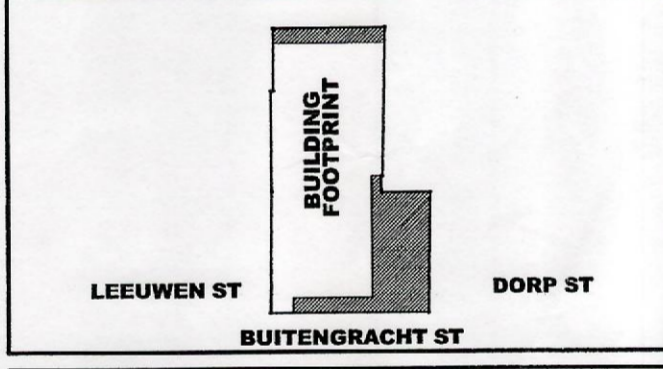 BUILDING
FOOTPRINT
LEEUWEN ST
DORP ST
BUITENGRACHT ST